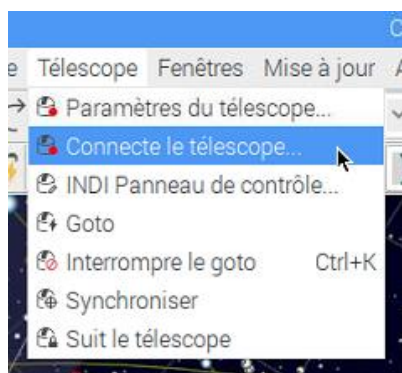 Télescope Fenêtres Mise à jour
Paramètres du télescope...
Connecte le télescope...
INDI Panneau de contrôle...
Goto
Interrompre le goto Ctrl+K
Synchroniser
Suit le télescope